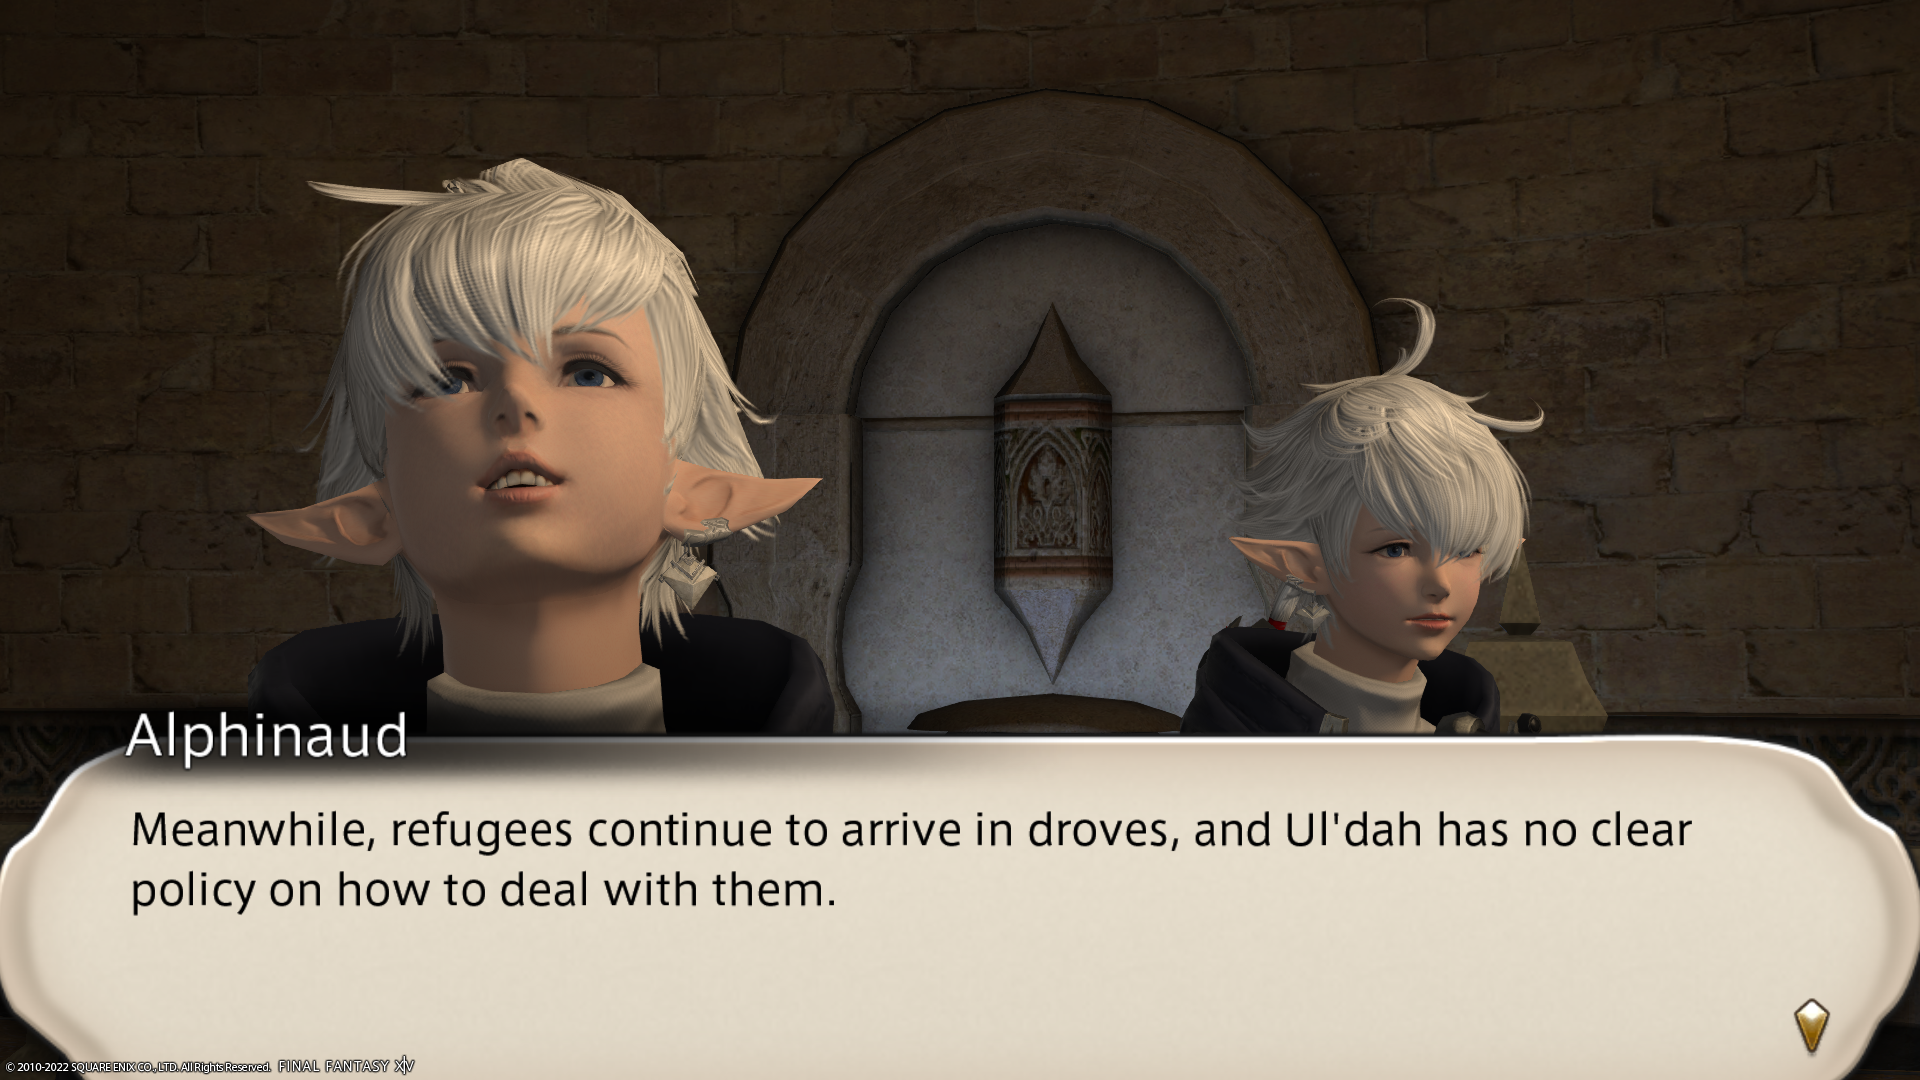 Alphinaud
Meanwhile, refugees continue to arrive in droves, and Ul'dah has no clear
policy on how to deal with them.
© 2010-2022 SQUARE ENIX CO., LTD. All Rights Reserved. FINAL FANTASY XIV